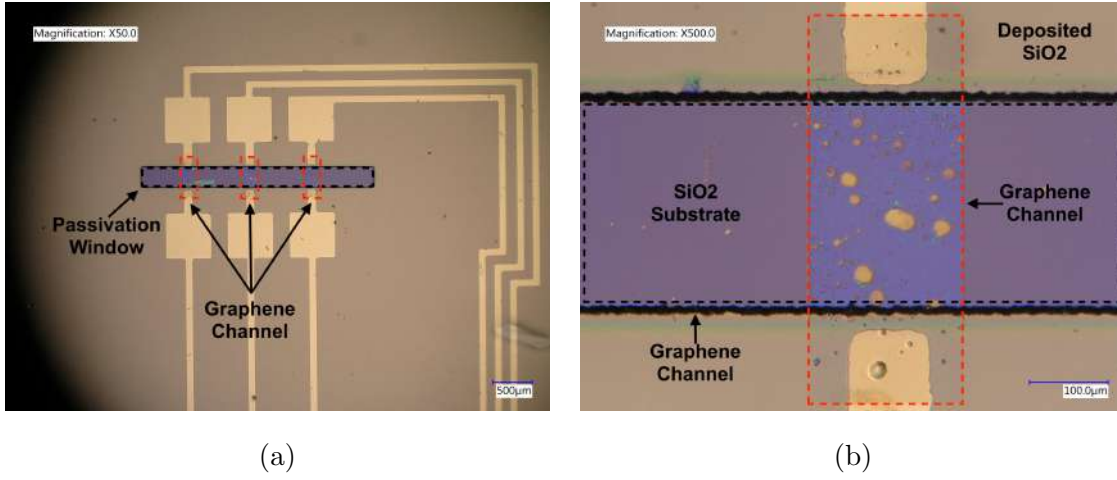 Magnification: X50.0
Passivation
Window
Graphene
Channel
500μm
(a)
Magnification: X500.0
Deposited
SiO2
SiO2
Substrate
Graphene
Channel
Graphene
Channel
100.0μm
(b)